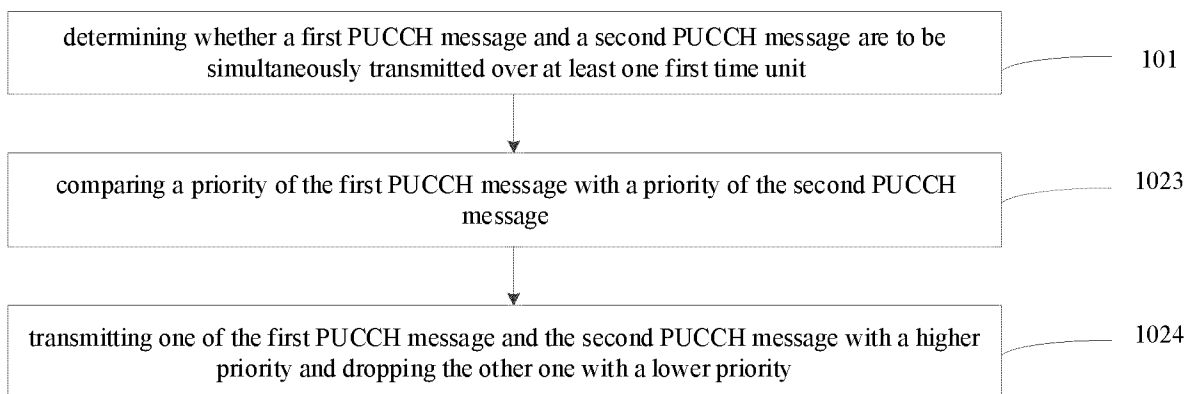 determining whether a first PUCCH message and a second PUCCH message are to be
simultaneously transmitted over at least one first time unit
101
comparing a priority of the first PUCCH message with a priority of the second PUCCH
message
1023
transmitting one of the first PUCCH message and the second PUCCH message with a higher
priority and dropping the other one with a lower priority
1024